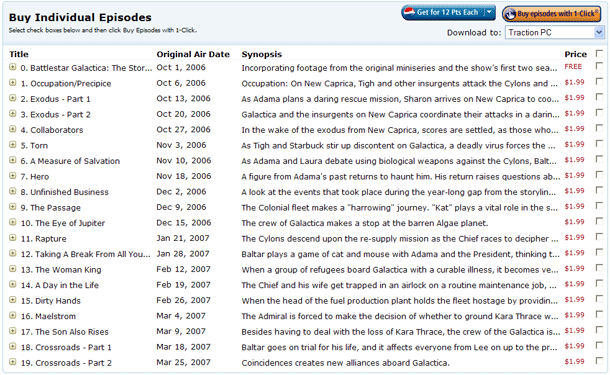 Buy Individual Episodes
Get for 12 Pts Each
Buy episodes with 1-Click
Select check boxes below and then click Buy Episodes with 1-Click.
Download to: Traction PC
Title Original Air Date Synopsis Price
0. Battlestar Galactica: The Stor... Oct 1, 2006 Incorporating footage from the original miniseries and the show's first two sea... FREE
1. Occupation/Precipice Oct 6, 2006 Occupation: On New Caprica, Tigh and other insurgents attack the Cylons and ... $1.99
2. Exodus - Part 1 Oct 13, 2006 As Adama plans a daring rescue mission, Sharon arrives on New Caprica to coo... $1.99
3. Exodus - Part 2 Oct 20, 2006 Galactica and the insurgents on New Caprica coordinate their attacks in a darin... $1.99
4. Collaborators Oct 27, 2006 In the wake of the exodus from New Caprica, scores are settled, as those who... $1.99
5. Torn Nov 3, 2006 As Tigh and Starbuck stir up discontent on Galactica, a deadly virus forces the ... $1.99
6. A Measure of Salvation Nov 10, 2006 As Adama and Laura debate using biological weapons against the Cylons, Balt... $1.99
7. Hero Nov 18, 2006 A figure from Adama's past returns to haunt him. His return raises questions ab... $1.99
8. Unfinished Business Dec 2, 2006 A look at the events that took place during the year-long gap from the storylin... $1.99
9. The Passage Dec 9, 2006 The Colonial fleet makes a "harrowing" journey. "Kat" plays a vital role in the s... $1.99
10. The Eye of Jupiter Dec 15, 2006 The crew of Galactica makes a stop at the barren Algae planet. $1.99
11. Rapture Jan 21, 2007 The Cylons descend upon the re-supply mission as the Chief races to decipher ... $1.99
12. Taking A Break From All You... Jan 28, 2007 Baltar plays a game of cat and mouse with Adama and the President, thinking t... $1.99
13. The Woman King Feb 12, 2007 When a group of refugees board Galactica with a curable illness, it becomes ve... $1.99
14. A Day in the Life Feb 19, 2007 The Chief and his wife get trapped in an airlock on a routine maintenance job, ... $1.99
15. Dirty Hands Feb 26, 2007 When the head of the fuel production plant holds the fleet hostage by providin... $1.99
16. Maelstrom Mar 4, 2007 The Admiral is forced to make the decision of whether to ground Kara Thrace w... $1.99
17. The Son Also Rises Mar 9, 2007 Besides having to deal with the loss of Kara Thrace, the crew of the Galactica is... $1.99
18. Crossroads - Part 1 Mar 18, 2007 Baltar goes on trial for his life, and it affects everyone from Lee on up to the pr... $1.99
19. Crossroads - Part 2 Mar 25, 2007 Coincidences creates new alliances aboard Galactica. $1.99